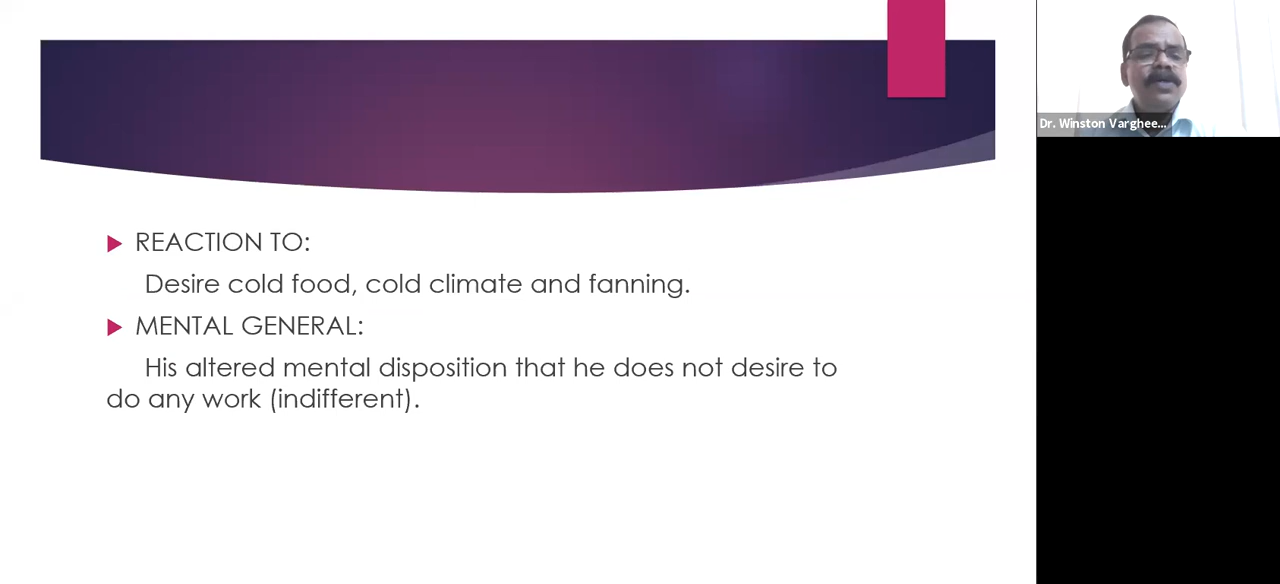 REACTION TO:
Desire cold food, cold climate and fanning.
MENTAL GENERAL:
His altered mental disposition that he does not desire to
do any work (indifferent).
Dr. Winston Varghee...